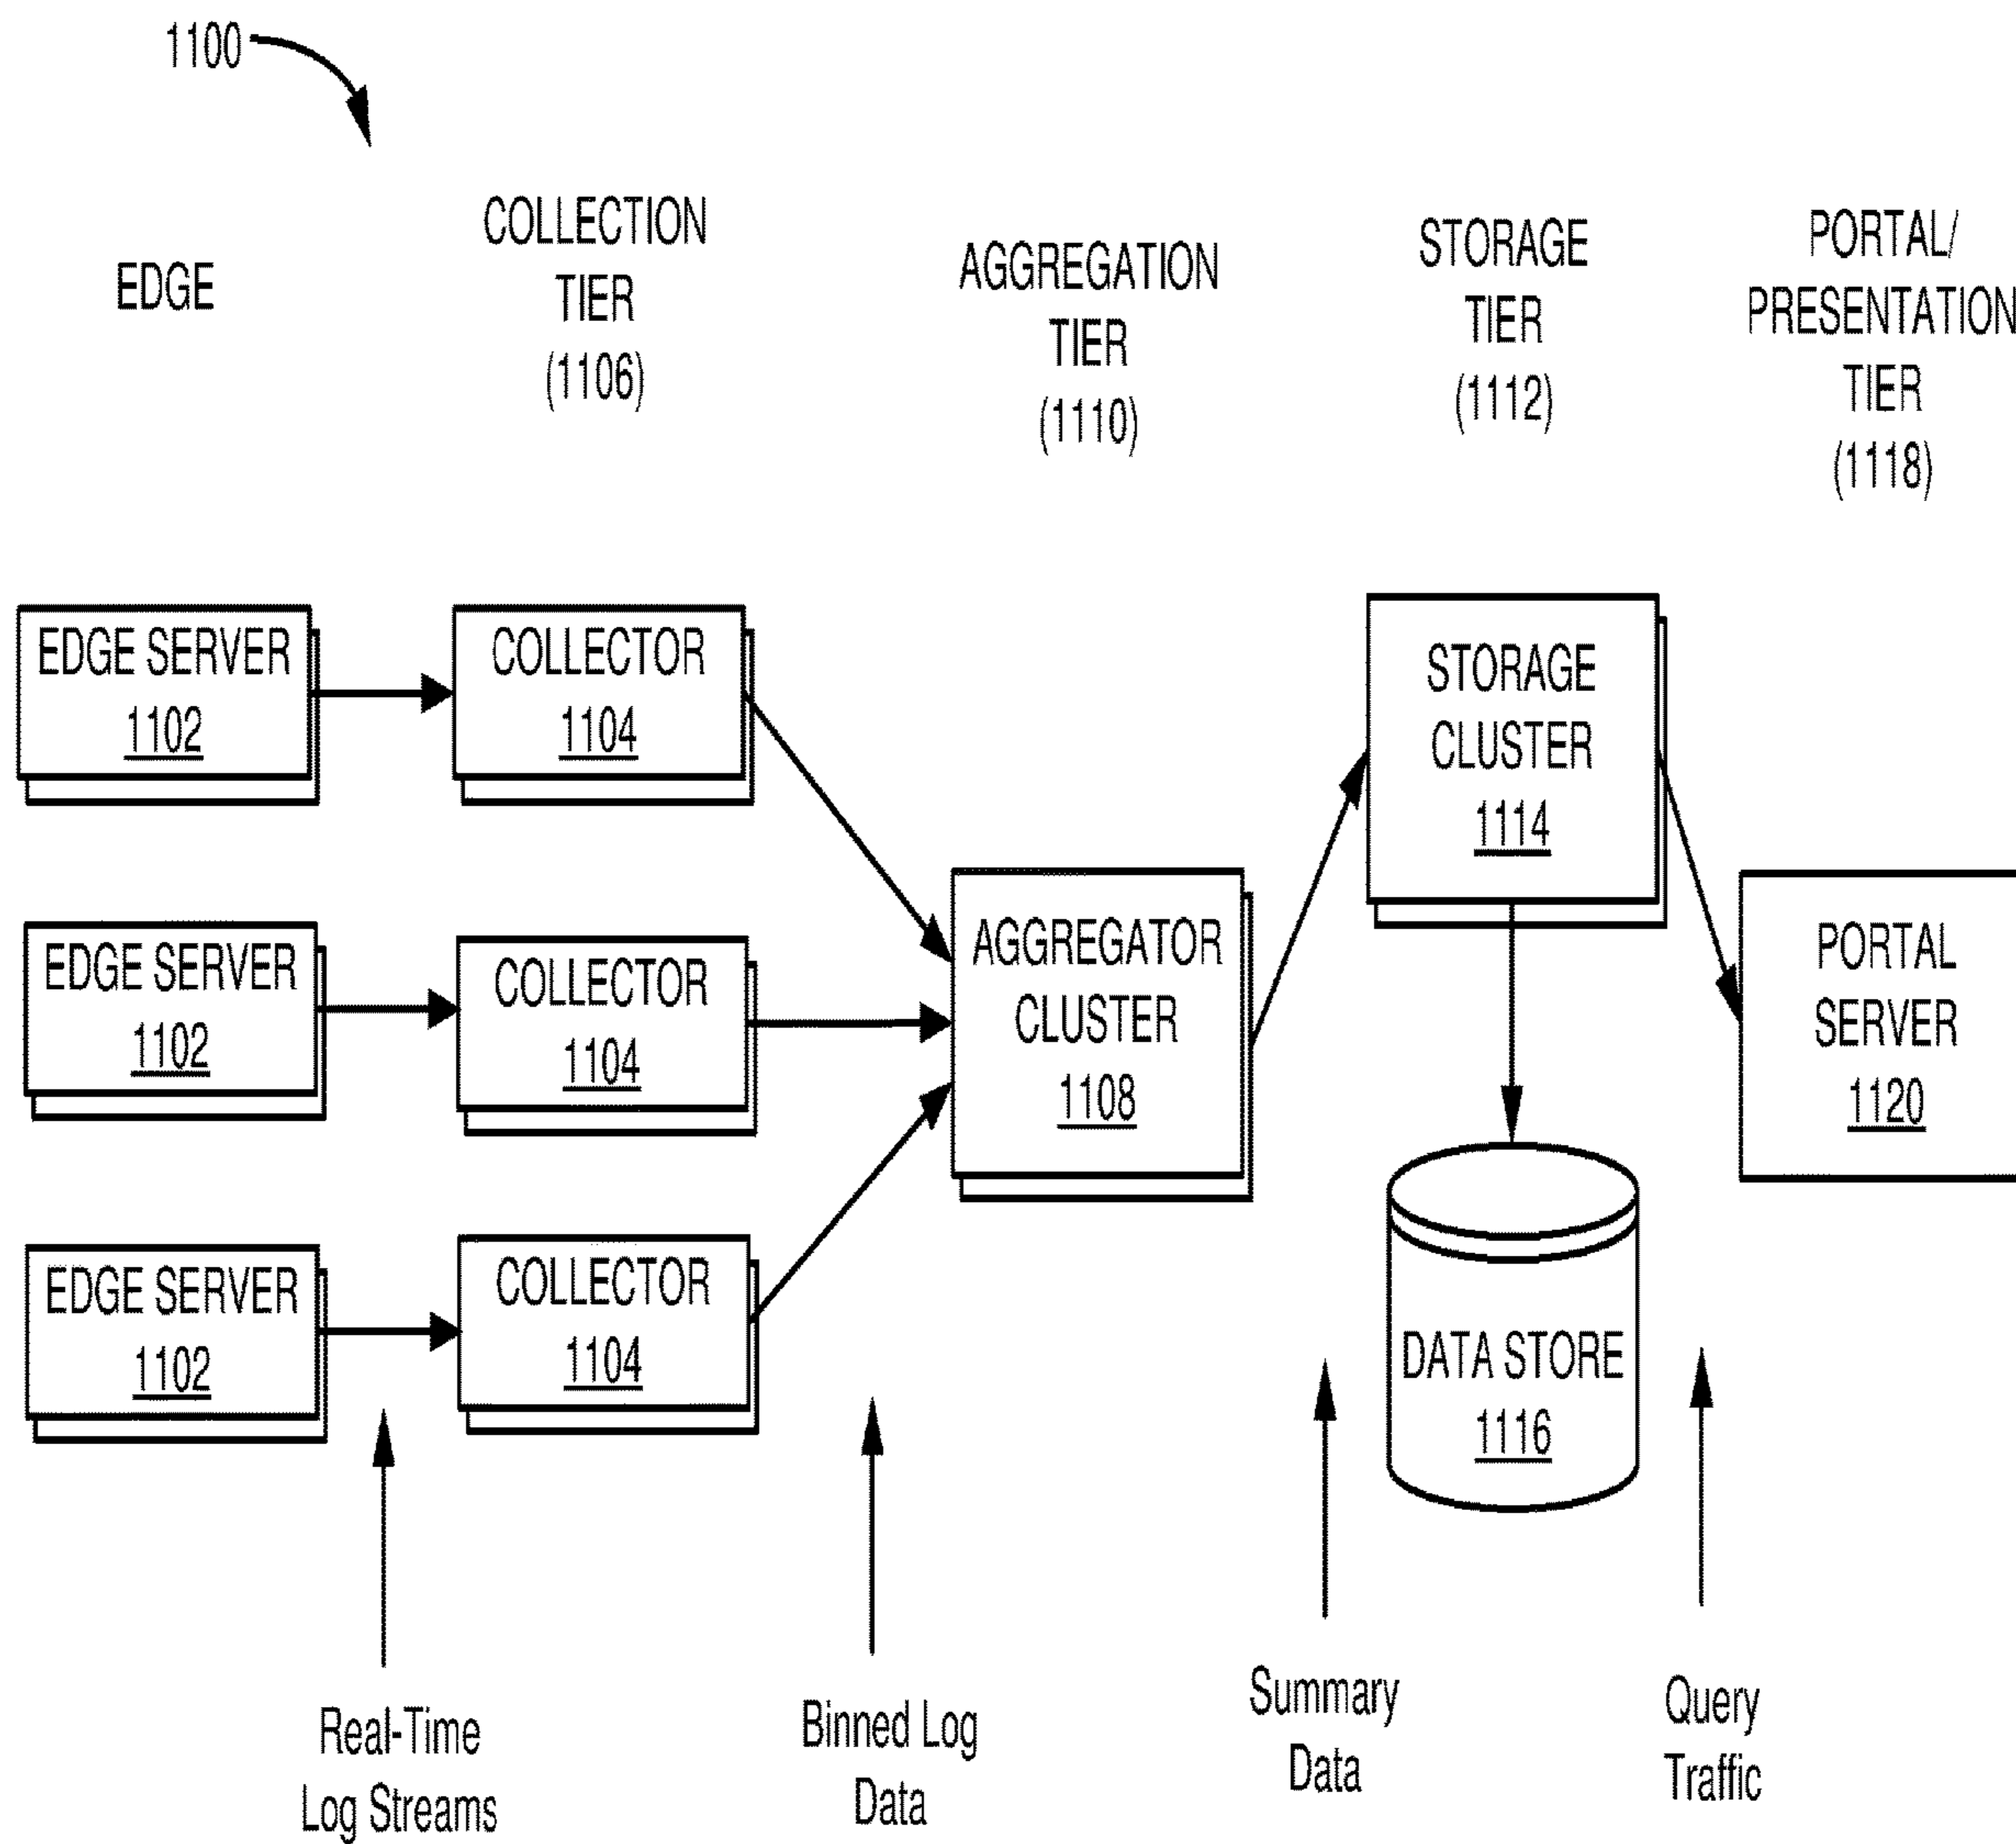 1100
EDGE
COLLECTION
TIER
(1106)
AGGREGATION
TIER
(1110)
STORAGE
TIER
(1112)
PORTAL/
PRESENTATION
TIER
(1118)
EDGE SERVER
1102
COLLECTOR
1104
EDGE SERVER
1102
COLLECTOR
1104
EDGE SERVER
1102
COLLECTOR
1104
AGGREGATOR
CLUSTER
1108
STORAGE
CLUSTER
1114
DATA STORE
1116
PORTAL
SERVER
1120
Real-Time
Log Streams
Binned Log
Data
Summary
Data
Query
Traffic